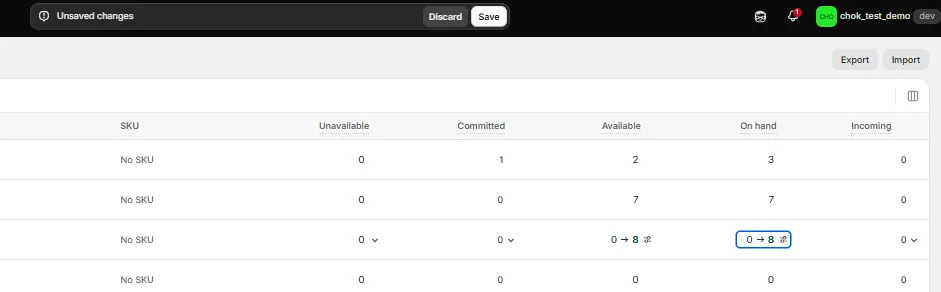 Unsaved changes Discard Save CHO chok_test_demo dev 1
Export Import
SKU Unavailable Committed Available On hand Incoming
No SKU 0 1 2 3 0
No SKU 0 0 7 7 0
No SKU 0 0 0 → 8 0 → 8 0
No SKU 0 0 0 0 0